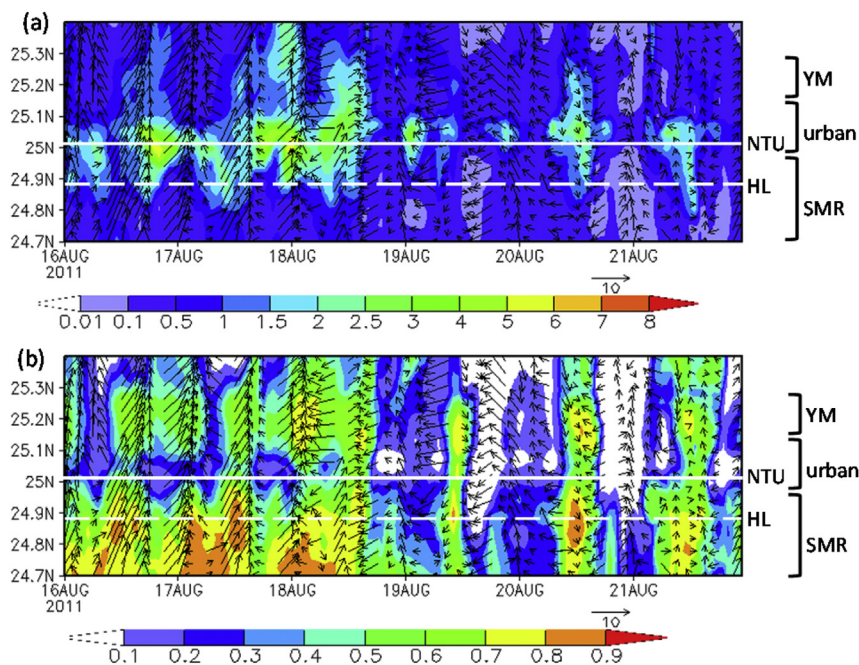 (a)
25.3N
25.2N
25.1N
25N
24.9N
24.8N
24.7N
YM
urban
NTU
HL
SMR
16AUG 17AUG 18AUG 19AUG 20AUG 21AUG
2011
10
0.01 0.1 0.5 1 1.5 2 2.5 3 4 5 6 7 8
(b)
25.3N
25.2N
25.1N
25N
24.9N
24.8N
24.7N
YM
urban
NTU
HL
SMR
16AUG 17AUG 18AUG 19AUG 20AUG 21AUG
2011
10
0.1 0.2 0.3 0.4 0.5 0.6 0.7 0.8 0.9